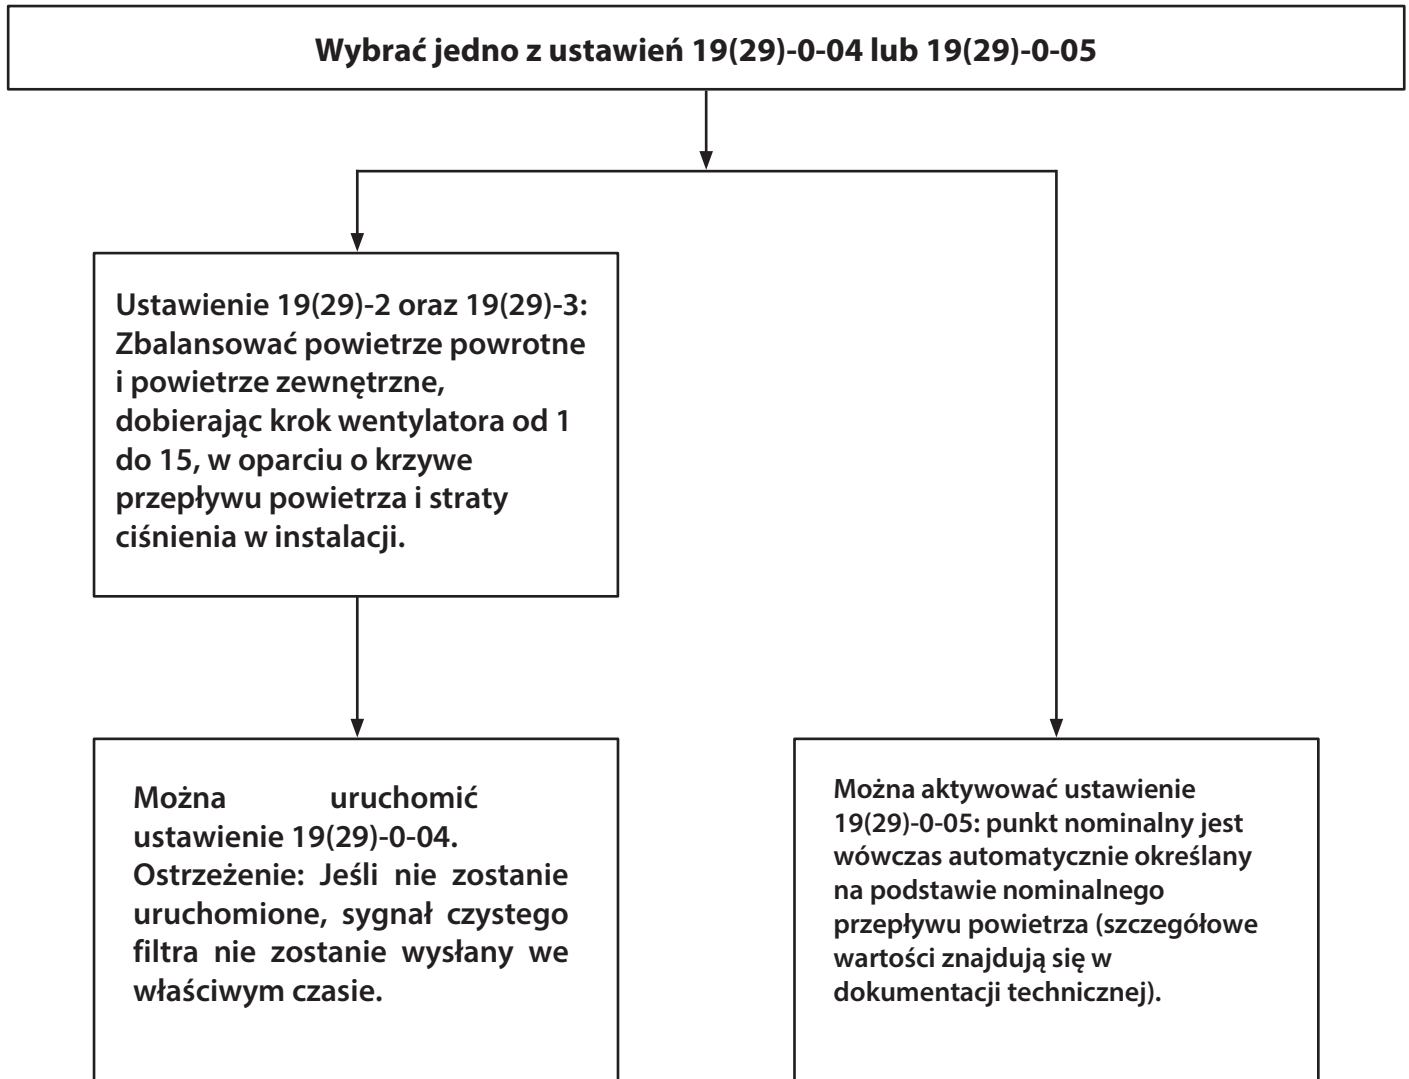 Wybrać jedno z ustawień 19(29)-0-04 lub 19(29)-0-05
Ustawienie 19(29)-2 oraz 19(29)-3:
Zbalansować powietrze powrotne
i powietrze zewnętrzne,
dobierając krok wentylatora od 1
do 15, w oparciu o krzywe
przepływu powietrza i straty
ciśnienia w instalacji.
Można uruchomić
ustawienie 19(29)-0-04.
Ostrzeżenie: Jeśli nie zostanie
uruchomione, sygnał czystego
filtra nie zostanie wysłany we
właściwym czasie.
Można aktywować ustawienie
19(29)-0-05: punkt nominalny jest
wówczas automatycznie określany
na podstawie nominalnego
przepływu powietrza (szczegółowe
wartości znajdują się w
dokumentacji technicznej).